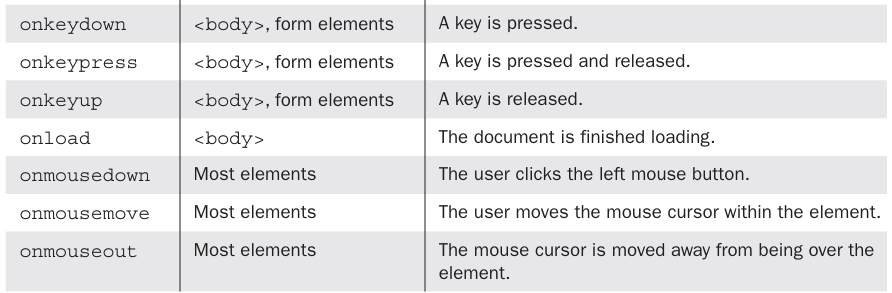 onkeydown <body>, form elements A key is pressed.
onkeypress <body>, form elements A key is pressed and released.
onkeyup <body>, form elements A key is released.
onload <body> The document is finished loading.
onmousedown Most elements The user clicks the left mouse button.
onmousemove Most elements The user moves the mouse cursor within the element.
onmouseout Most elements The mouse cursor is moved away from being over the
element.